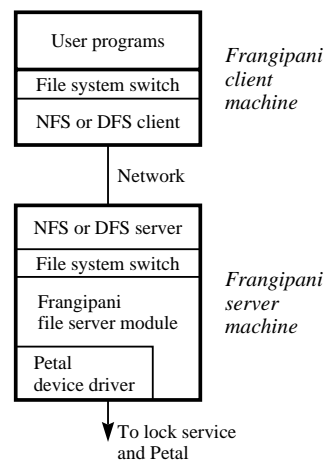 User programs
File system switch
NFS or DFS client
Frangipani
client
machine
Network
NFS or DFS server
File system switch
Frangipani
file server module
Petal
device driver
Frangipani
server
machine
To lock service
and Petal